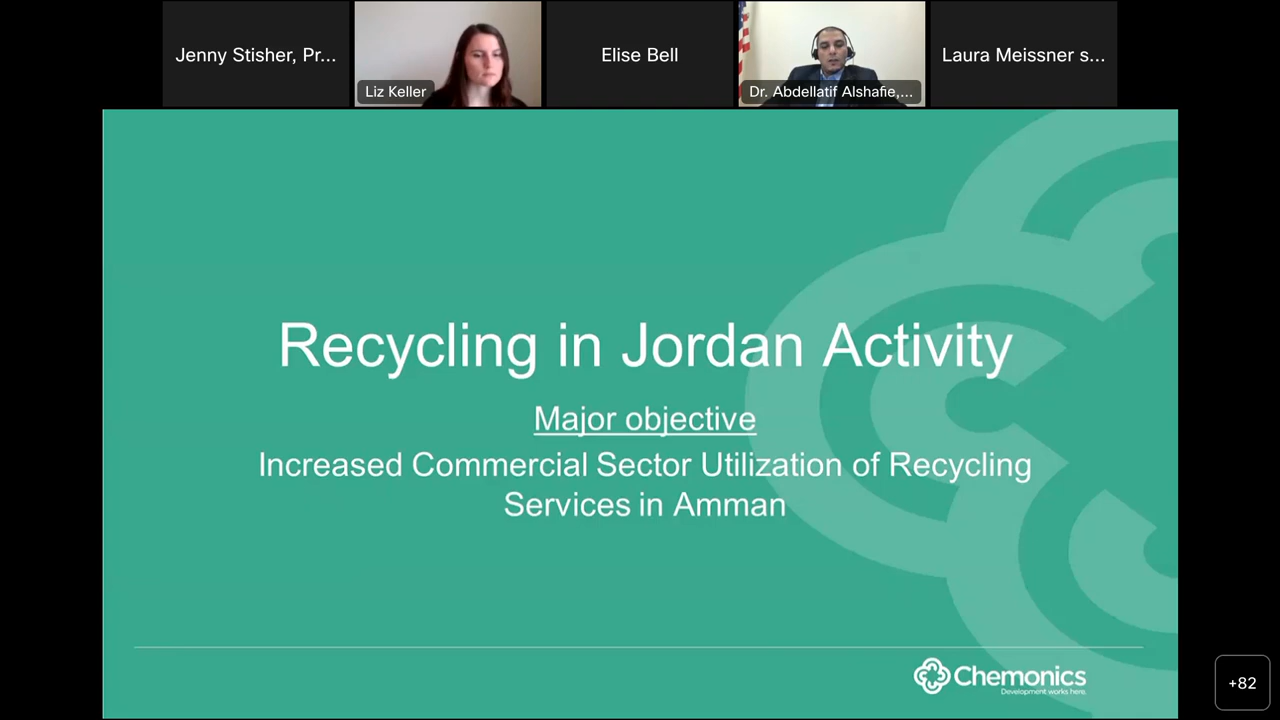 Jenny Stisher, Pr...
Liz Keller
Elise Bell
Dr. Abdellatif Alshafie,...
Laura Meissner s...
Recycling in Jordan Activity
Major objective
Increased Commercial Sector Utilization of Recycling
Services in Amman
Chemonics
Development works here.
+82